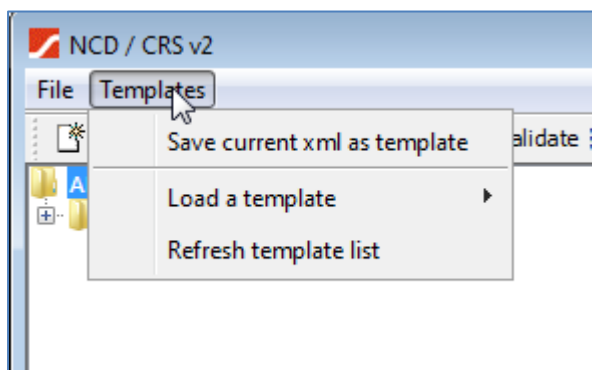 NCD / CRS v2
File Templates
Save current xml as template
alidate
A
Load a template
Refresh template list